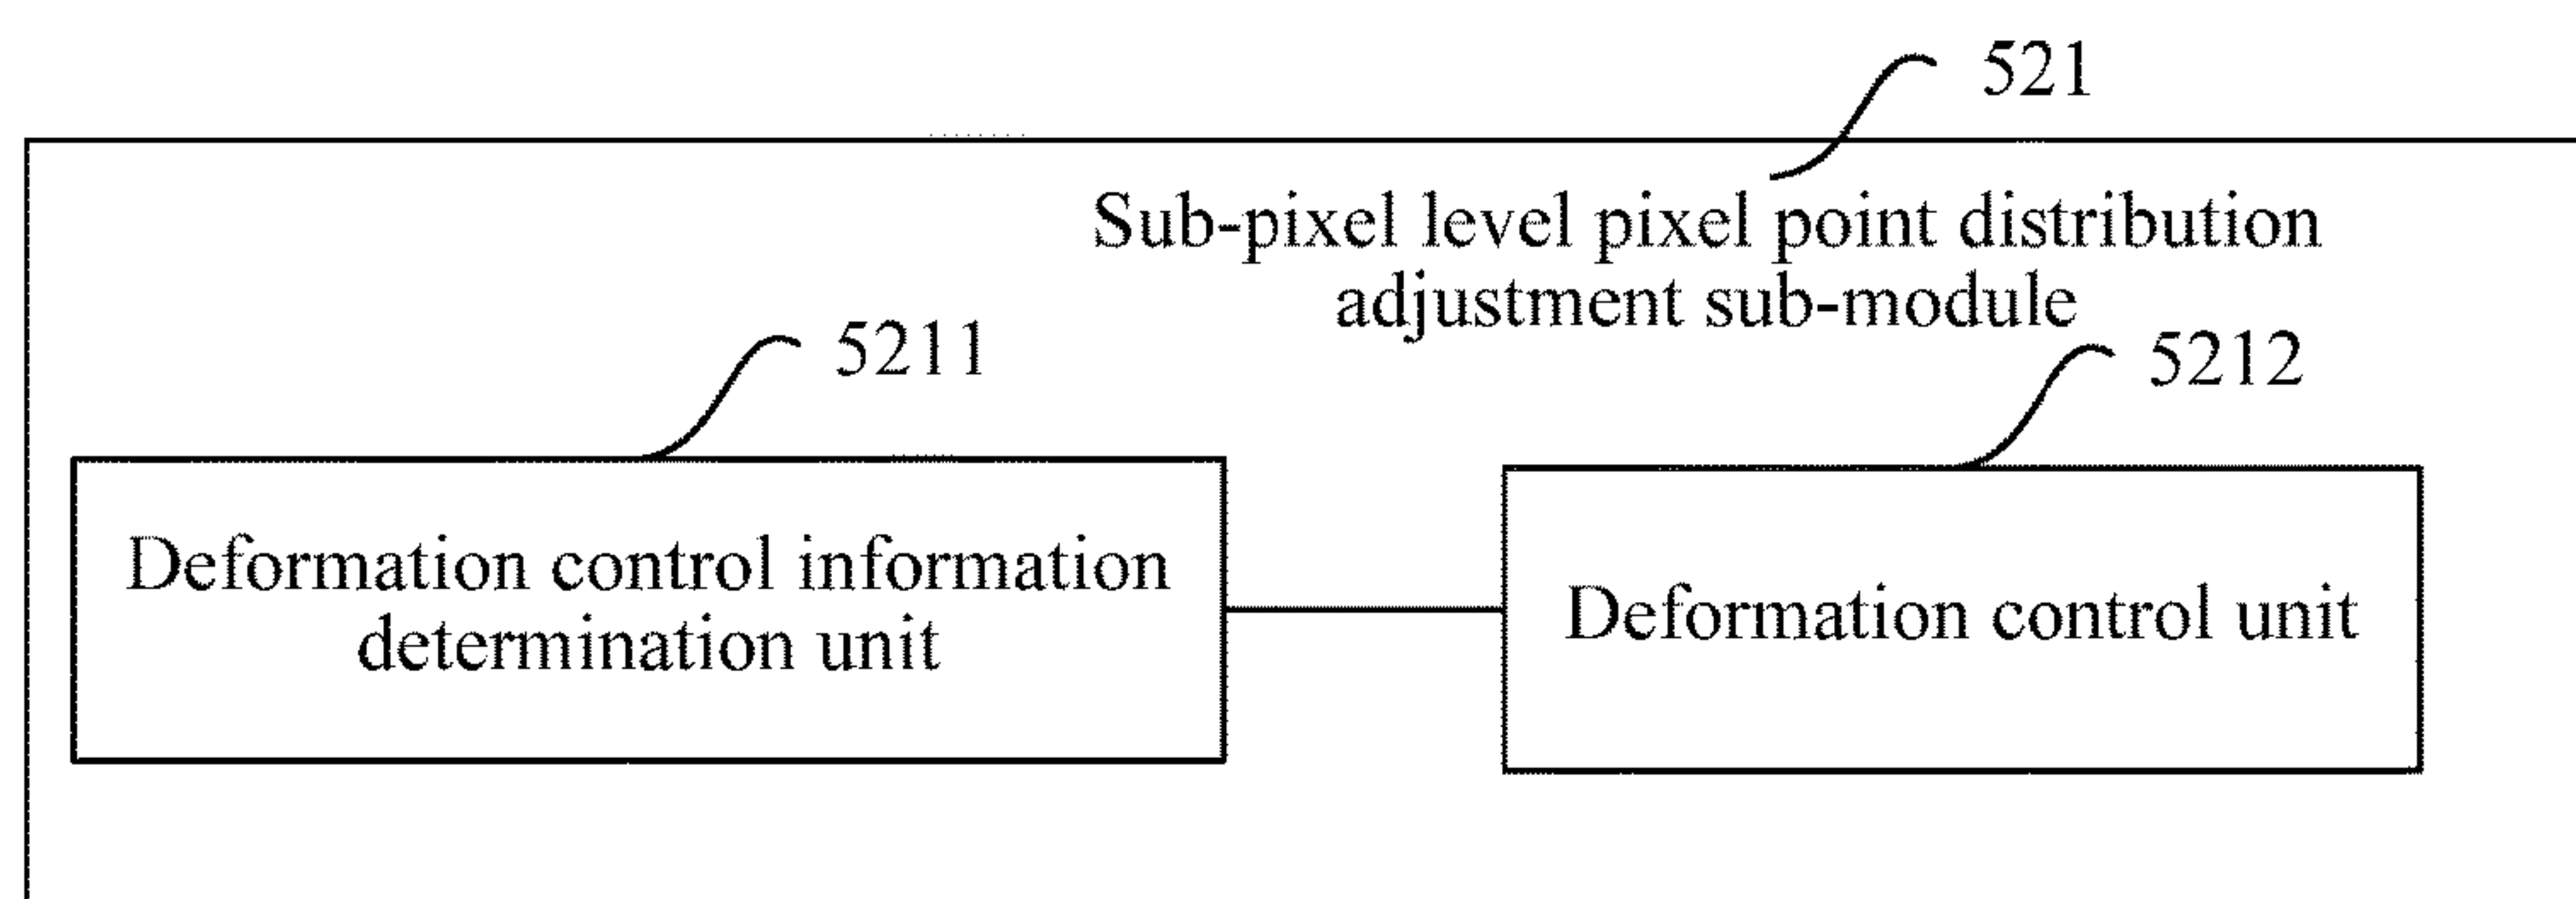 521
Sub-pixel level pixel point distribution
adjustment sub-module
5211
5212
Deformation control information
determination unit
Deformation control unit